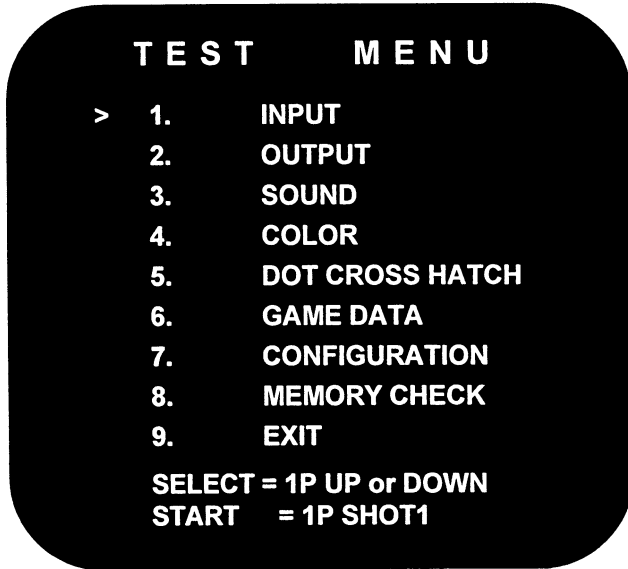 TEST MENU
> 1. INPUT
2. OUTPUT
3. SOUND
4. COLOR
5. DOT CROSS HATCH
6. GAME DATA
7. CONFIGURATION
8. MEMORY CHECK
9. EXIT
SELECT = 1P UP or DOWN
START = 1P SHOT1